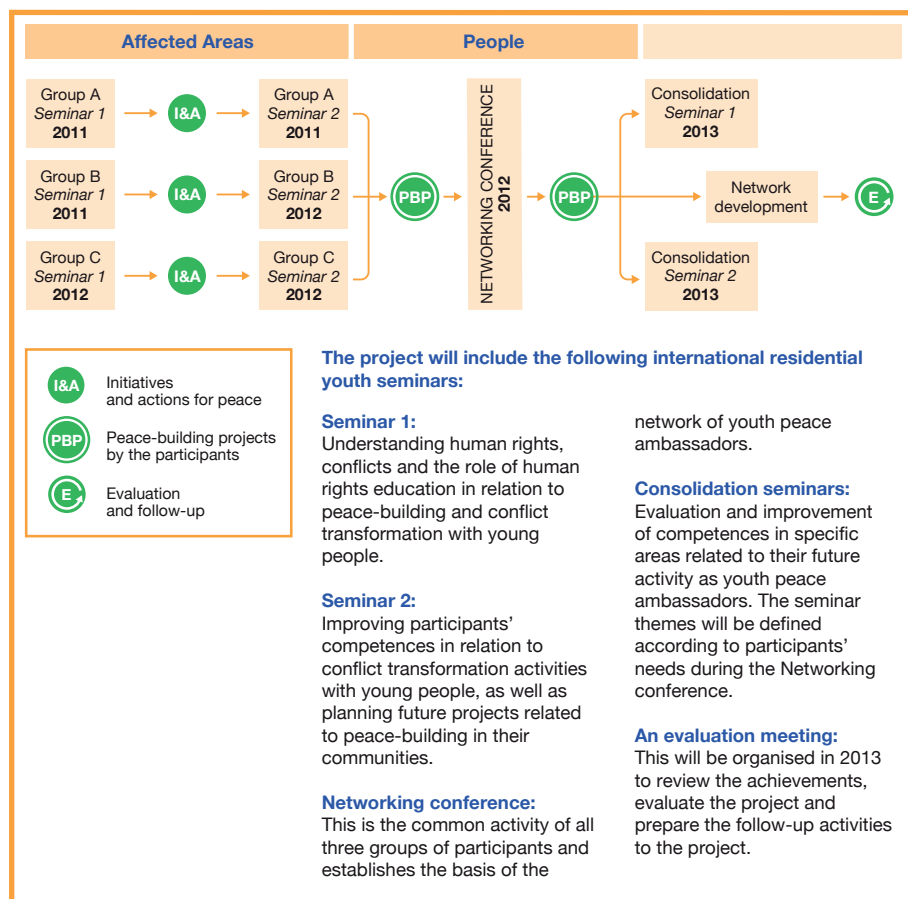 Affected Areas
People
Group A
Seminar 1
2011
I&A
Group A
Seminar 2
2011
Group B
Seminar 1
2011
I&A
Group B
Seminar 2
2012
Group C
Seminar 1
2012
I&A
Group C
Seminar 2
2012
PBP
NETWORKING CONFERENCE
2012
PBP
Consolidation
Seminar 1
2013
Network
development
E
Consolidation
Seminar 2
2013
I&A
Initiatives
and actions for peace
PBP
Peace-building projects
by the participants
E
Evaluation
and follow-up
The project will include the following international residential
youth seminars:
Seminar 1:
Understanding human rights,
conflicts and the role of human
rights education in relation to
peace-building and conflict
transformation with young
people.
Seminar 2:
Improving participants’
competences in relation to
conflict transformation activities
with young people, as well as
planning future projects related
to peace-building in their
communities.
Networking conference:
This is the common activity of all
three groups of participants and
establishes the basis of the
network of youth peace
ambassadors.
Consolidation seminars:
Evaluation and improvement
of competences in specific
areas related to their future
activity as youth peace
ambassadors. The seminar
themes will be defined
according to participants’
needs during the Networking
conference.
An evaluation meeting:
This will be organised in 2013
to review the achievements,
evaluate the project and
prepare the follow-up activities
to the project.